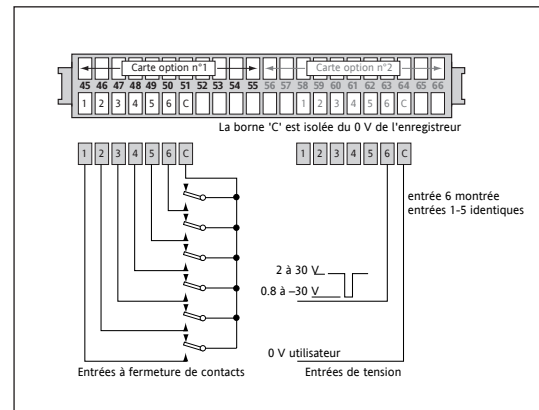 Carte option n°1 Carte option n°2
45 46 47 48 49 50 51 52 53 54 55 56 57 58 59 60 61 62 63 64 65 66
1 2 3 4 5 6 C 1 2 3 4 5 6 C
La borne 'C' est isolée du 0 V de l'enregistreur
1 2 3 4 5 6 C 1 2 3 4 5 6 C
entrée 6 montrée
entrées 1-5 identiques
2 à 30 V
0.8 à –30 V
0 V utilisateur
Entrées à fermeture de contacts Entrées de tension